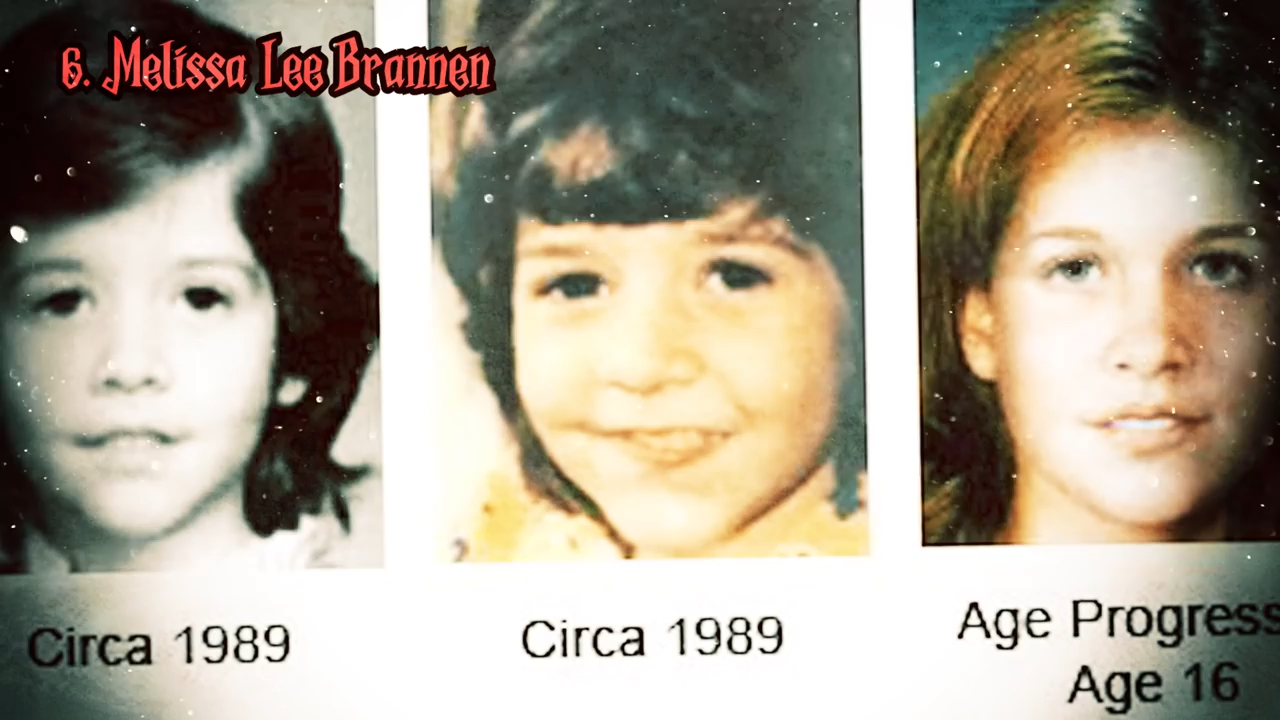 6. Melissa Lee Brannen
Circa 1989
Circa 1989
Age Progress
Age 16